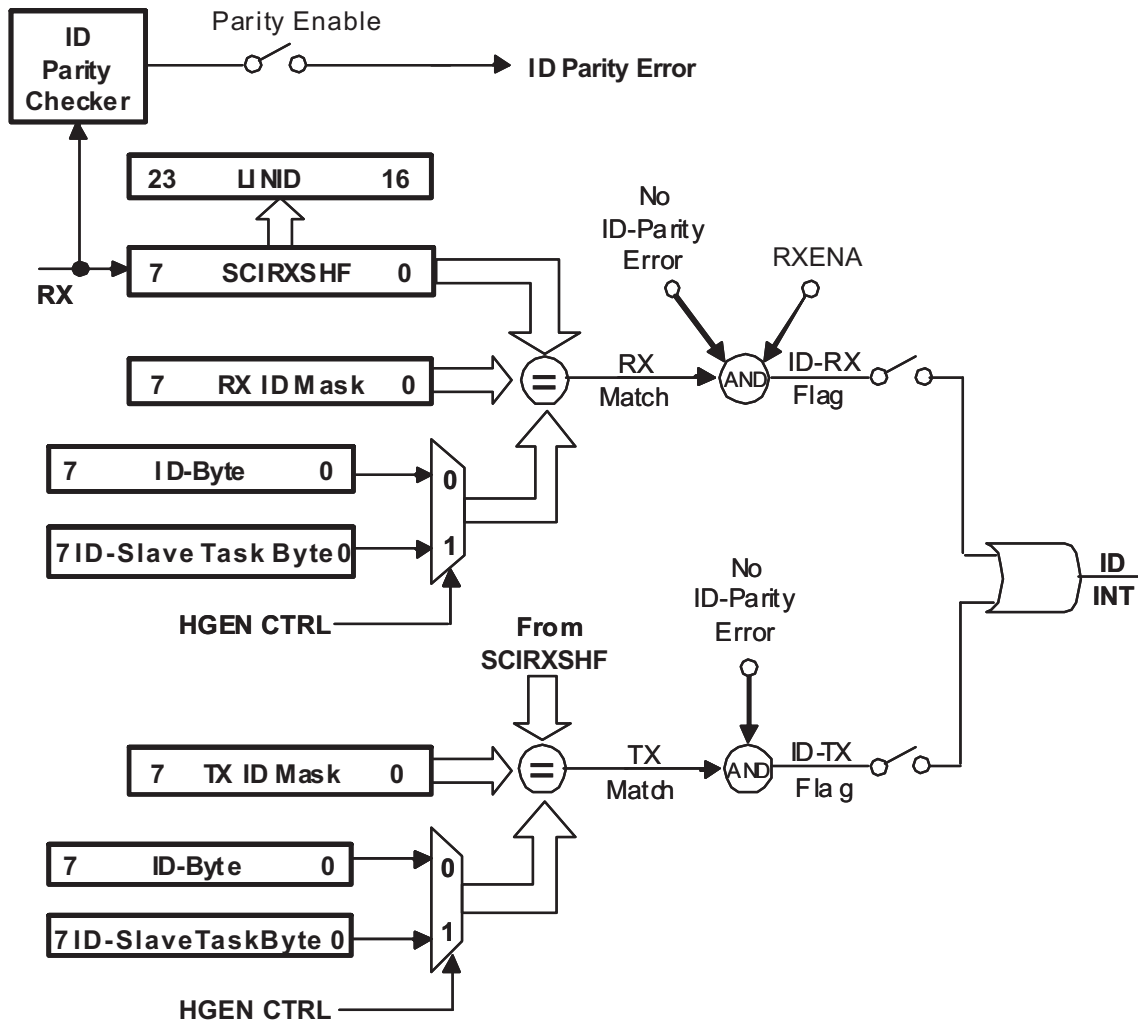 Parity Enable
ID
Parity
Checker
ID Parity Error
23 LINID 16
No
ID-Parity
Error
RXENA
7 SCIRXSHF 0
RX
7 RX ID Mask 0
=
RX
Match
AND
ID-RX
Flag
7 ID-Byte 0
0
7 ID-Slave Task Byte 0
1
HGEN CTRL
ID
INT
From
SCIRXSHF
No
ID-Parity
Error
7 TX ID Mask 0
=
TX
Match
AND
ID-TX
Flag
7 ID-Byte 0
0
7 ID-Slave Task Byte 0
1
HGEN CTRL